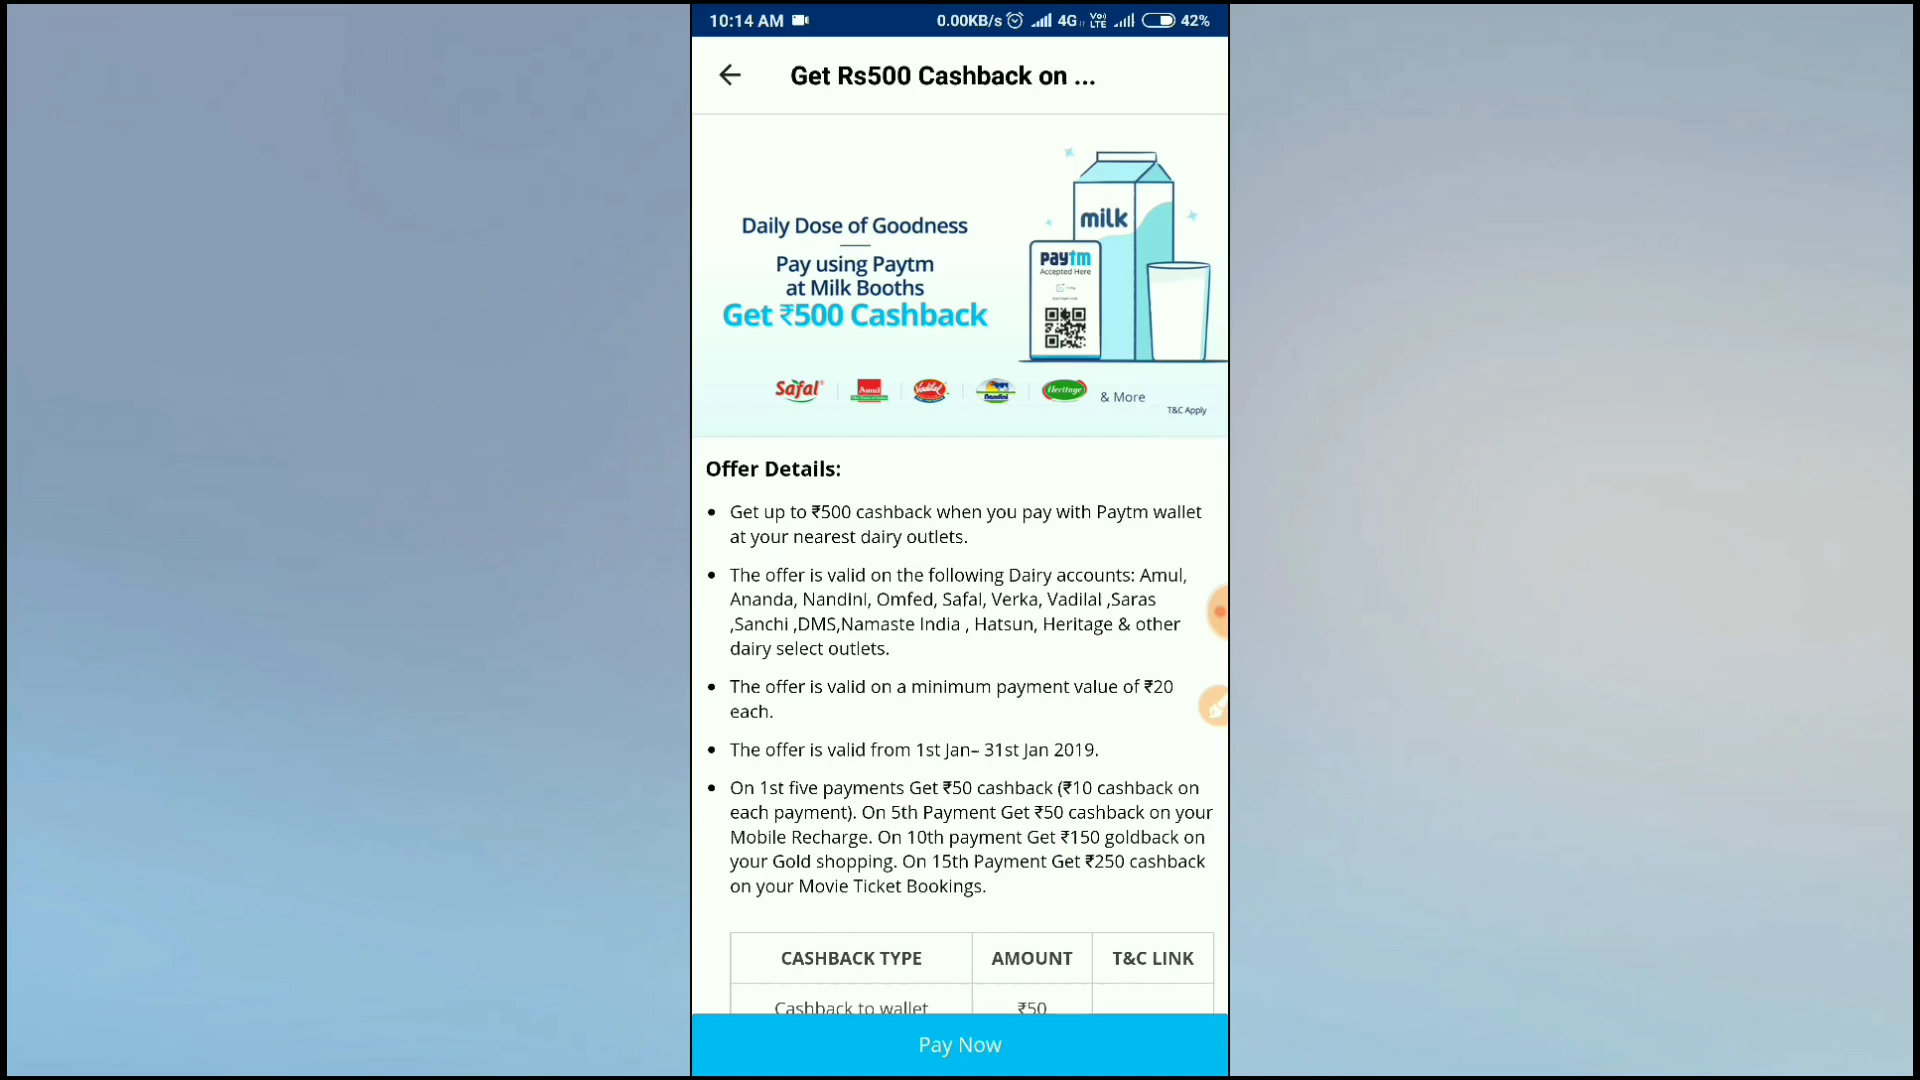 10:14 AM 0.00KB/s 4G VoLTE 42%
Get Rs500 Cashback on ...
milk
Daily Dose of Goodness
Pay using Paytm
at Milk Booths
Get ₹500 Cashback
paytm
Accepted Here
Safal Amul Vadilal Nandini Heritage & More
T&C Apply
Offer Details:
• Get up to ₹500 cashback when you pay with Paytm wallet
at your nearest dairy outlets.
• The offer is valid on the following Dairy accounts: Amul,
Ananda, Nandini, Omfed, Safal, Verka, Vadilal ,Saras
,Sanchi ,DMS,Namaste India , Hatsun, Heritage & other
dairy select outlets.
• The offer is valid on a minimum payment value of ₹20
each.
• The offer is valid from 1st Jan– 31st Jan 2019.
• On 1st five payments Get ₹50 cashback (₹10 cashback on
each payment). On 5th Payment Get ₹50 cashback on your
Mobile Recharge. On 10th payment Get ₹150 goldback on
your Gold shopping. On 15th Payment Get ₹250 cashback
on your Movie Ticket Bookings.
CASHBACK TYPE AMOUNT T&C LINK
Cashback to wallet ₹50
Pay Now